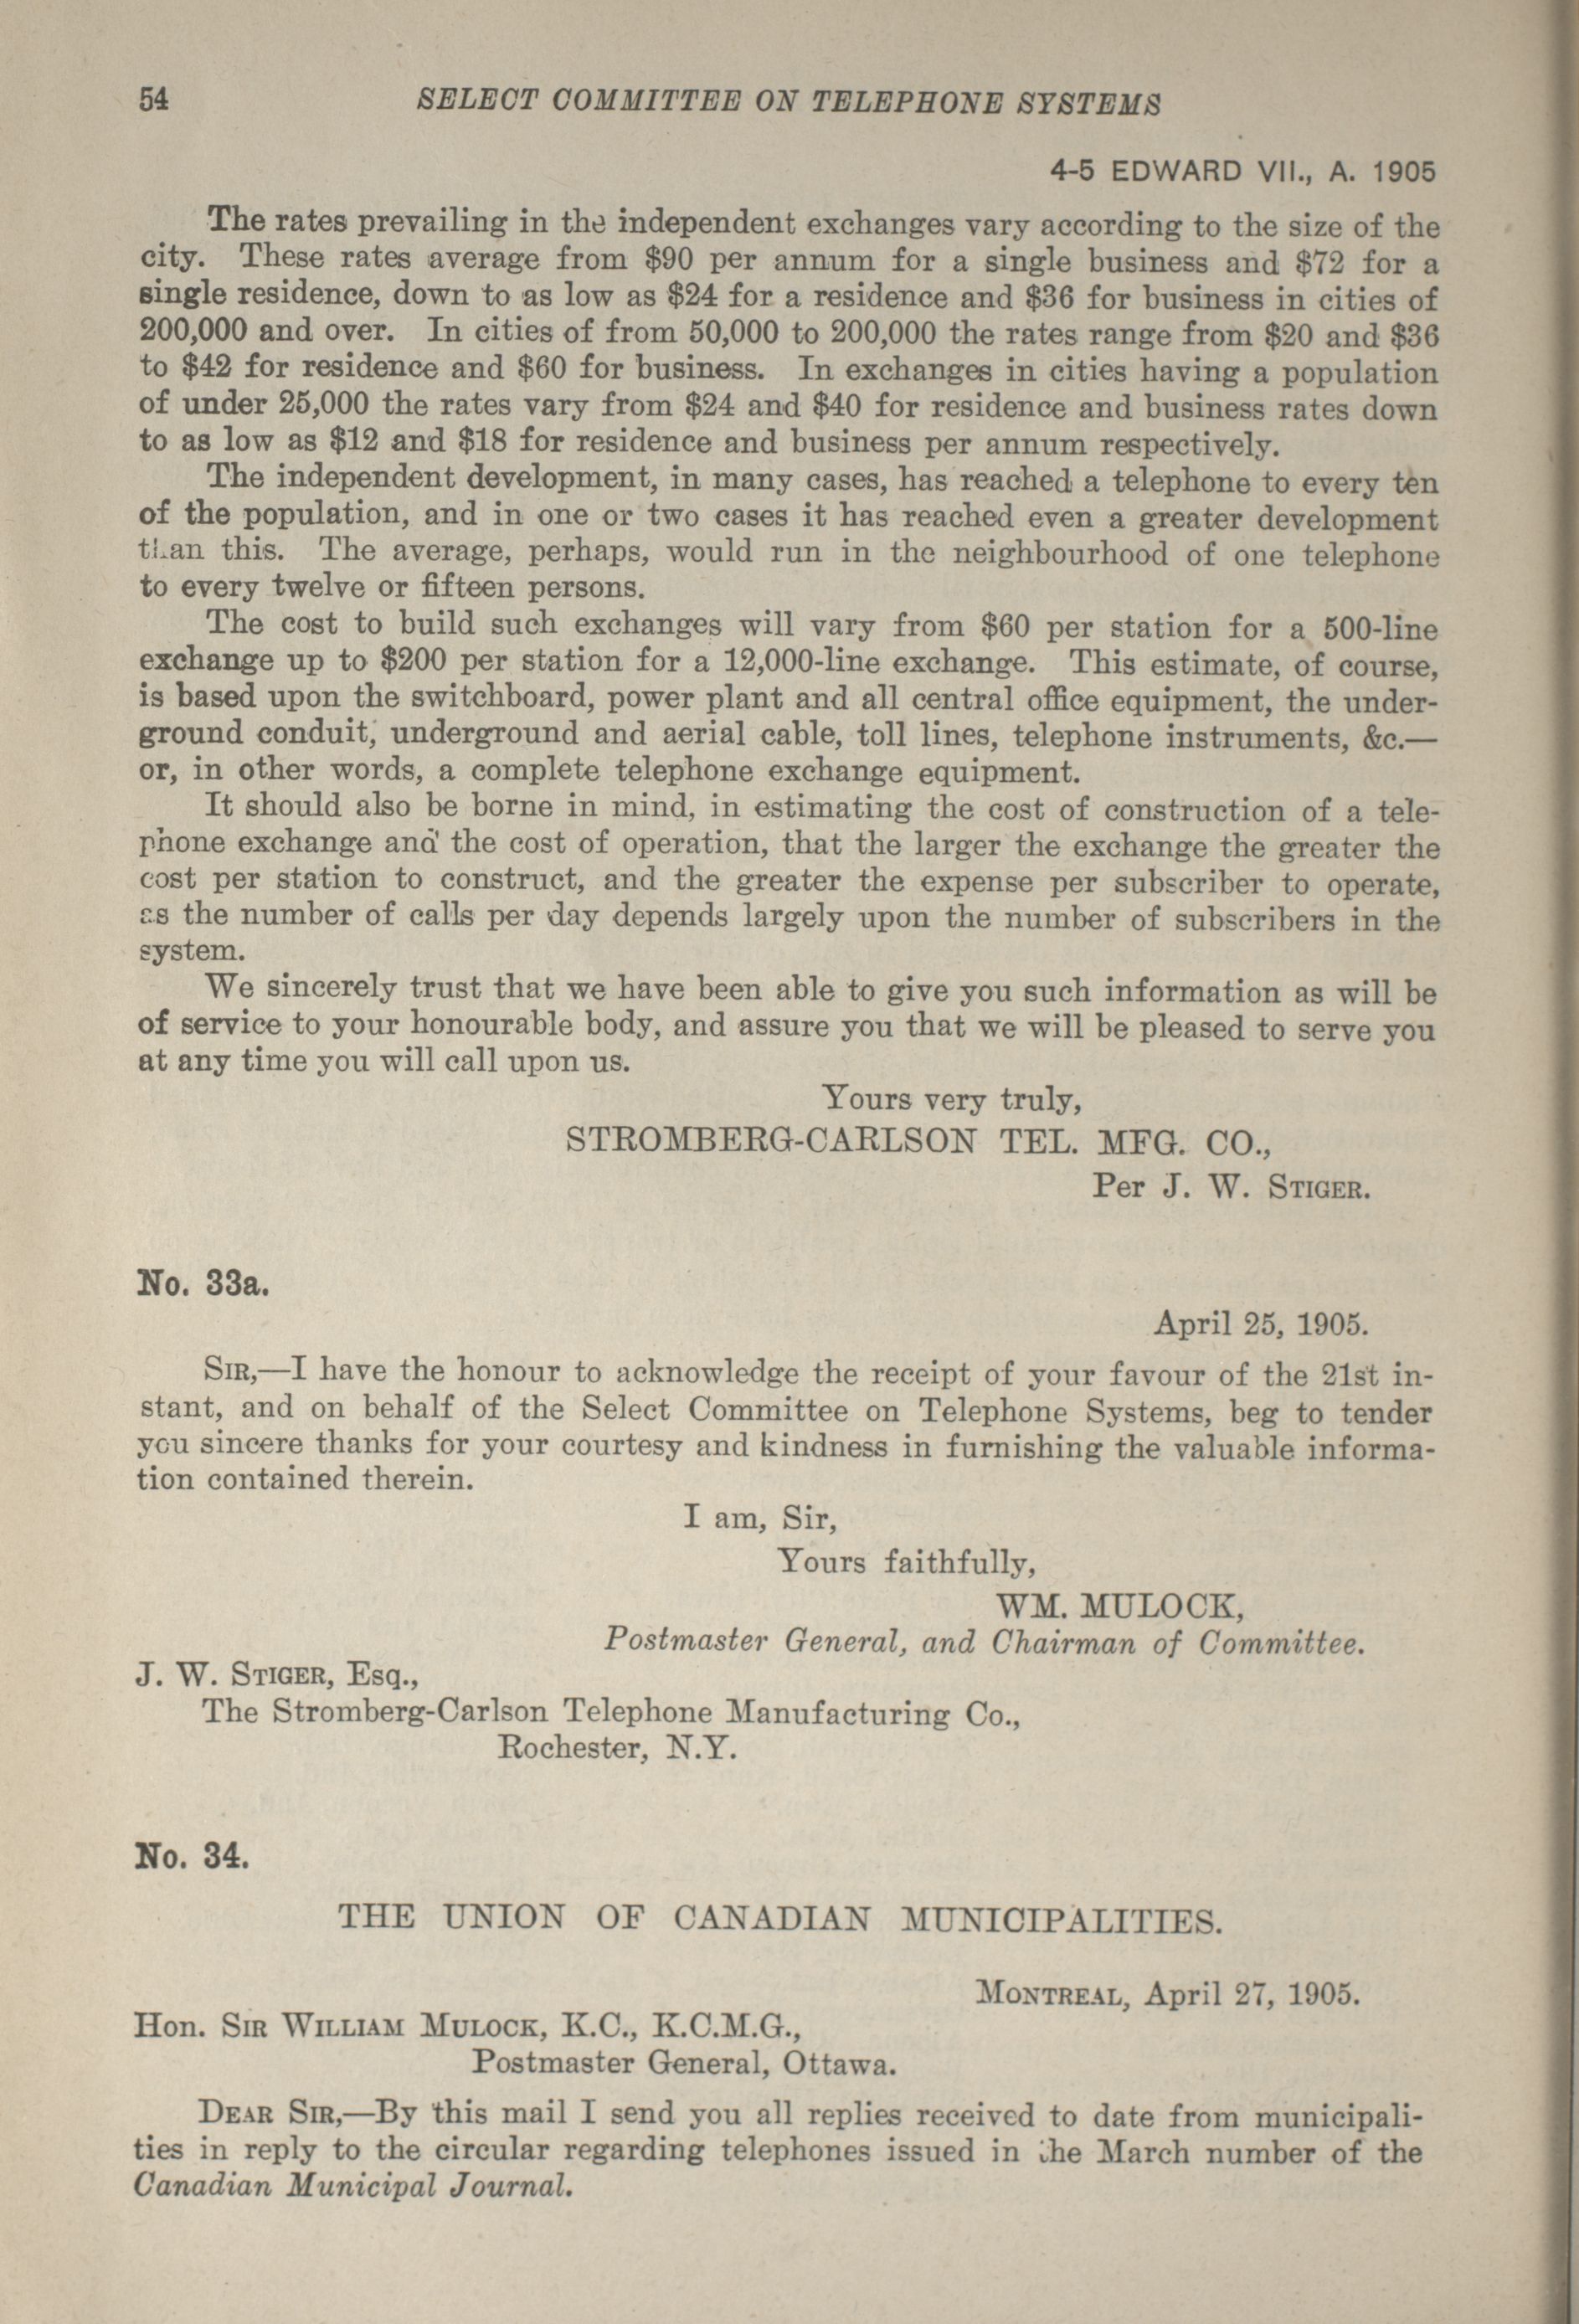 54 SELECT COMMITTEE ON TELEPHONE SYSTEMS
4-5 EDWARD VII., A. 1905
The rates prevailing in the independent exchanges vary according to the size of the
city. These rates average from $90 per annum for a single business and $72 for a
single residence, down to as low as $24 for a residence and $36 for business in cities of
200,000 and over. In cities of from 50,000 to 200,000 the rates range from $20 and $36
to $42 for residence and $60 for business. In exchanges in cities having a population
of under 25,000 the rates vary from $24 and $40 for residence and business rates down
to as low as $12 and $18 for residence and business per annum respectively.
The independent development, in many cases, has reached a telephone to every ten
of the population, and in one or two cases it has reached even a greater development
than this. The average, perhaps, would run in the neighbourhood of one telephone
to every twelve or fifteen persons.
The cost to build such exchanges will vary from $60 per station for a 500-line
exchange up to $200 per station for a 12,000-line exchange. This estimate, of course,
is based upon the switchboard, power plant and all central office equipment, the under-
ground conduit, underground and aerial cable, toll lines, telephone instruments, &c.—
or, in other words, a complete telephone exchange equipment.
It should also be borne in mind, in estimating the cost of construction of a tele-
phone exchange and the cost of operation, that the larger the exchange the greater the
cost per station to construct, and the greater the expense per subscriber to operate,
as the number of calls per day depends largely upon the number of subscribers in the
system.
We sincerely trust that we have been able to give you such information as will be
of service to your honourable body, and assure you that we will be pleased to serve you
at any time you will call upon us.
Yours very truly,
STROMBERG-CARLSON TEL. MFG. CO.,
Per J. W. STIGER.
No. 33a.
April 25, 1905.
SIR,—I have the honour to acknowledge the receipt of your favour of the 21st in-
stant, and on behalf of the Select Committee on Telephone Systems, beg to tender
you sincere thanks for your courtesy and kindness in furnishing the valuable informa-
tion contained therein.
I am, Sir,
Yours faithfully,
WM. MULOCK,
Postmaster General, and Chairman of Committee.
J. W. STIGER, Esq.,
The Stromberg-Carlson Telephone Manufacturing Co.,
Rochester, N.Y.
No. 34.
THE UNION OF CANADIAN MUNICIPALITIES.
MONTREAL, April 27, 1905.
Hon. SIR WILLIAM MULOCK, K.C., K.C.M.G.,
Postmaster General, Ottawa.
DEAR SIR,—By this mail I send you all replies received to date from municipali-
ties in reply to the circular regarding telephones issued in the March number of the
Canadian Municipal Journal.